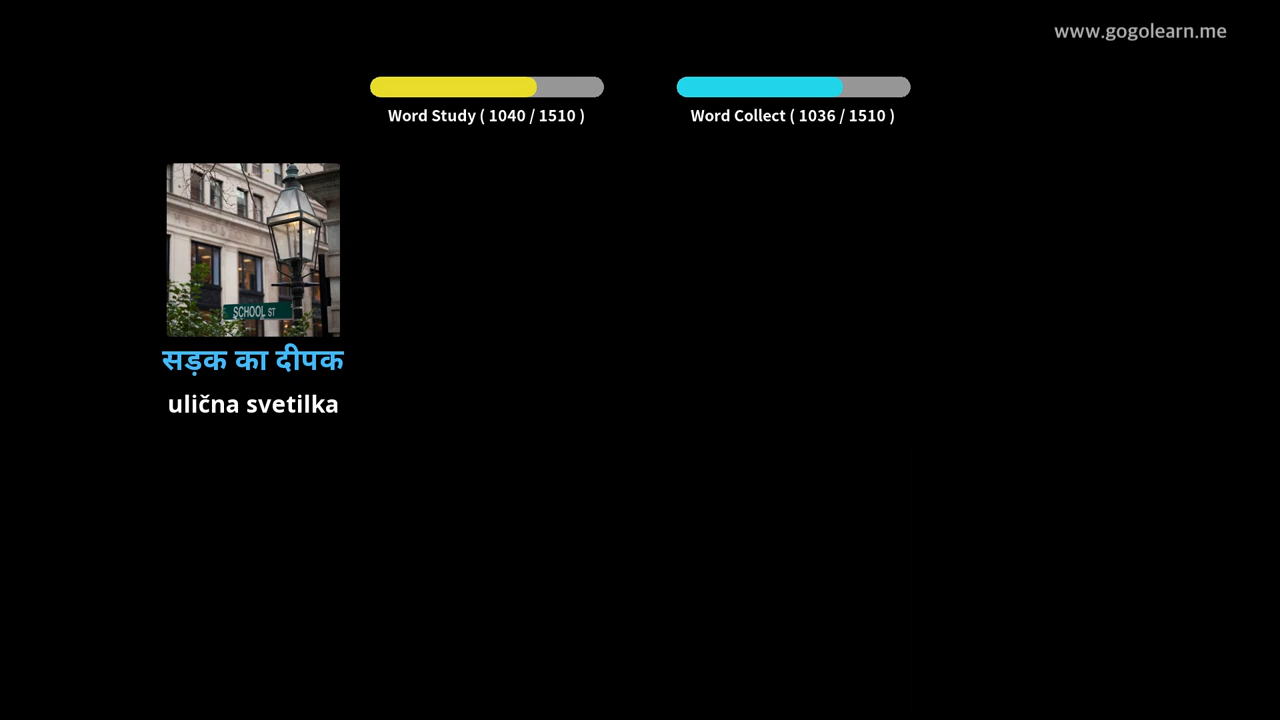 www.gogolearn.me
Word Study ( 1040 / 1510 )
Word Collect ( 1036 / 1510 )
SCHOOL ST
सड़क का दीपक
ulična svetilka